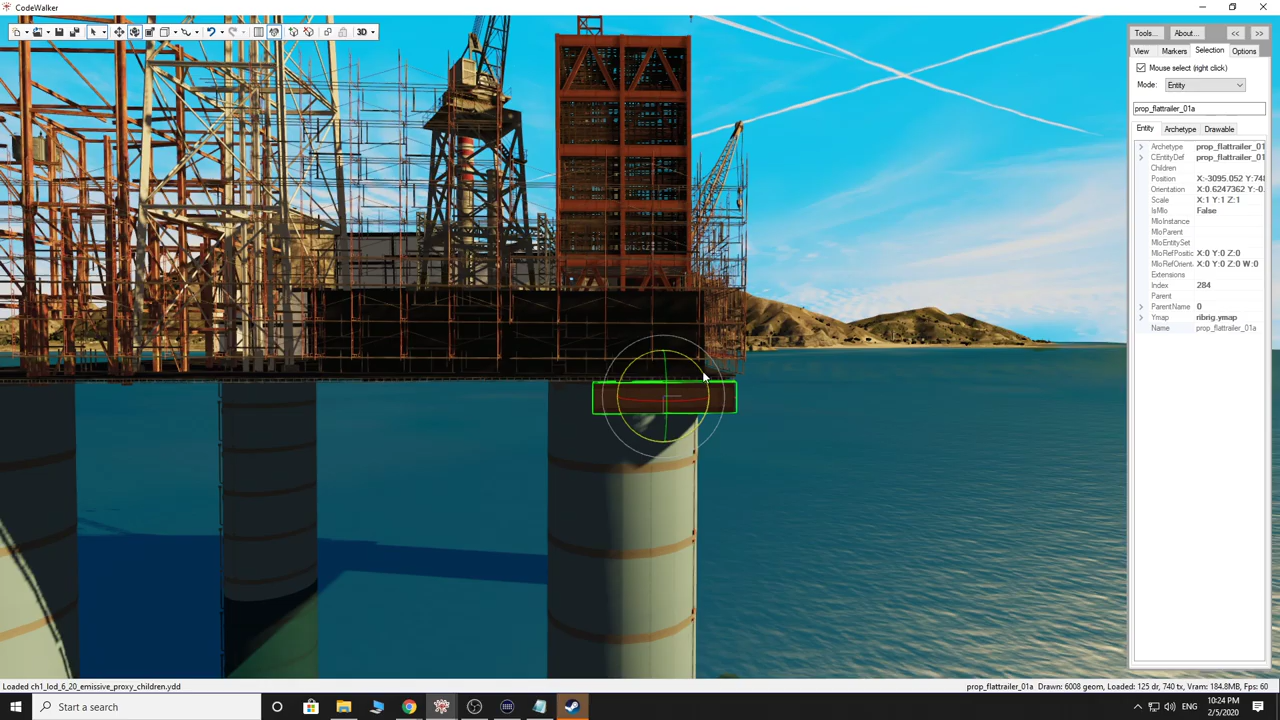 CodeWalker
3D
Tools...
About...
<<
>>
View
Markers
Selection
Options
Mouse select (right click)
Mode:
Entity
prop_flattrailer_01a
Entity
Archetype
Drawable
Archetype prop_flattrailer_01
CEntityDef prop_flattrailer_01
Children
Position X:-3095.052 Y:748
Orientation X:0.6247362 Y:-0.
Scale X:1 Y:1 Z:1
IsMlo False
MloInstance
MloParent
MloEntitySet
MloRefPositic X:0 Y:0 Z:0
MloRefOrient X:0 Y:0 Z:0 W:0
Extensions
Index 284
Parent
ParentName 0
Ymap ribrig.ymap
Name prop_flattrailer_01a
Loaded ch1_lod_6_20_emissive_proxy_children.ydd
prop_flattrailer_01a Drawn: 6008 geom, Loaded: 125 dr, 740 tx, Vram: 184.8MB, Fps: 60
Start a search
ENG
10:24 PM
2/5/2020